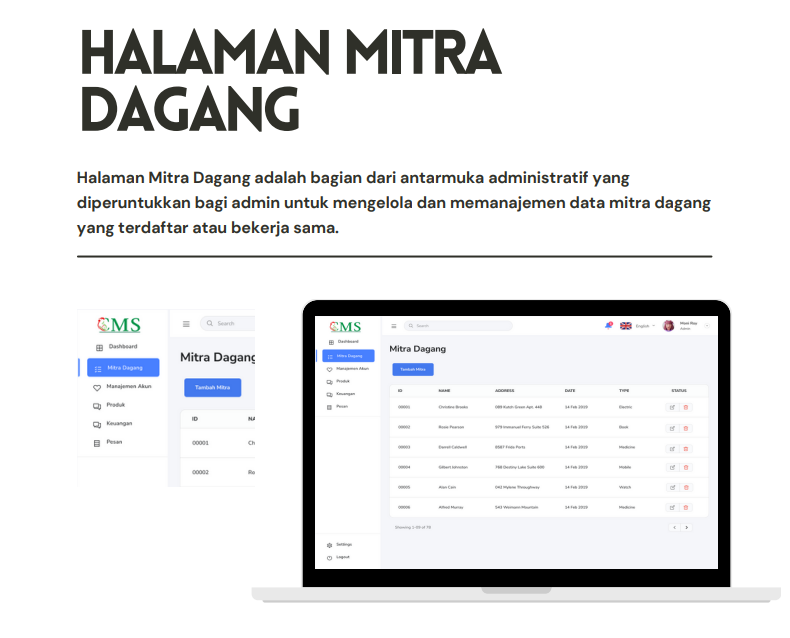 HALAMAN MITRA
DAGANG
Halaman Mitra Dagang adalah bagian dari antarmuka administratif yang
diperuntukkan bagi admin untuk mengelola dan memanajemen data mitra dagang
yang terdaftar atau bekerja sama.
CMS
Search
Dashboard
Mitra Dagang
Manajemen Akun
Produk
Keuangan
Pesan
Mitra Dagang
Tambah Mitra
ID NA
00001 Ch
00002 Ro
CMS
Search
English
Moni Roy
Admin
Dashboard
Mitra Dagang
Manajemen Akun
Produk
Keuangan
Pesan
Settings
Logout
Mitra Dagang
Tambah Mitra
ID NAME ADDRESS DATE TYPE STATUS
00001 Christine Brooks 089 Kutch Green Apt. 448 14 Feb 2019 Electric
00002 Rosie Pearson 979 Immanuel Ferry Suite 526 14 Feb 2019 Book
00003 Darrell Caldwell 8587 Frida Ports 14 Feb 2019 Medicine
00004 Gilbert Johnston 768 Destiny Lake Suite 600 14 Feb 2019 Mobile
00005 Alan Cain 042 Mylene Throughway 14 Feb 2019 Watch
00006 Alfred Murray 543 Weimann Mountain 14 Feb 2019 Medicine
Showing 1-09 of 78